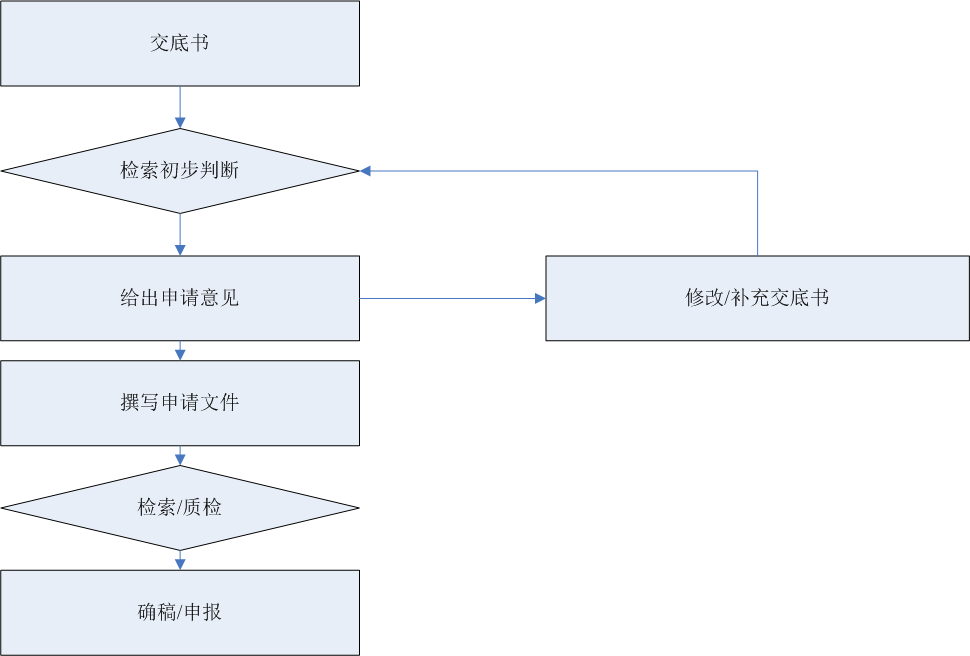 交底书
检索初步判断
给出申请意见
修改/补充交底书
撰写申请文件
检索/质检
确稿/申报